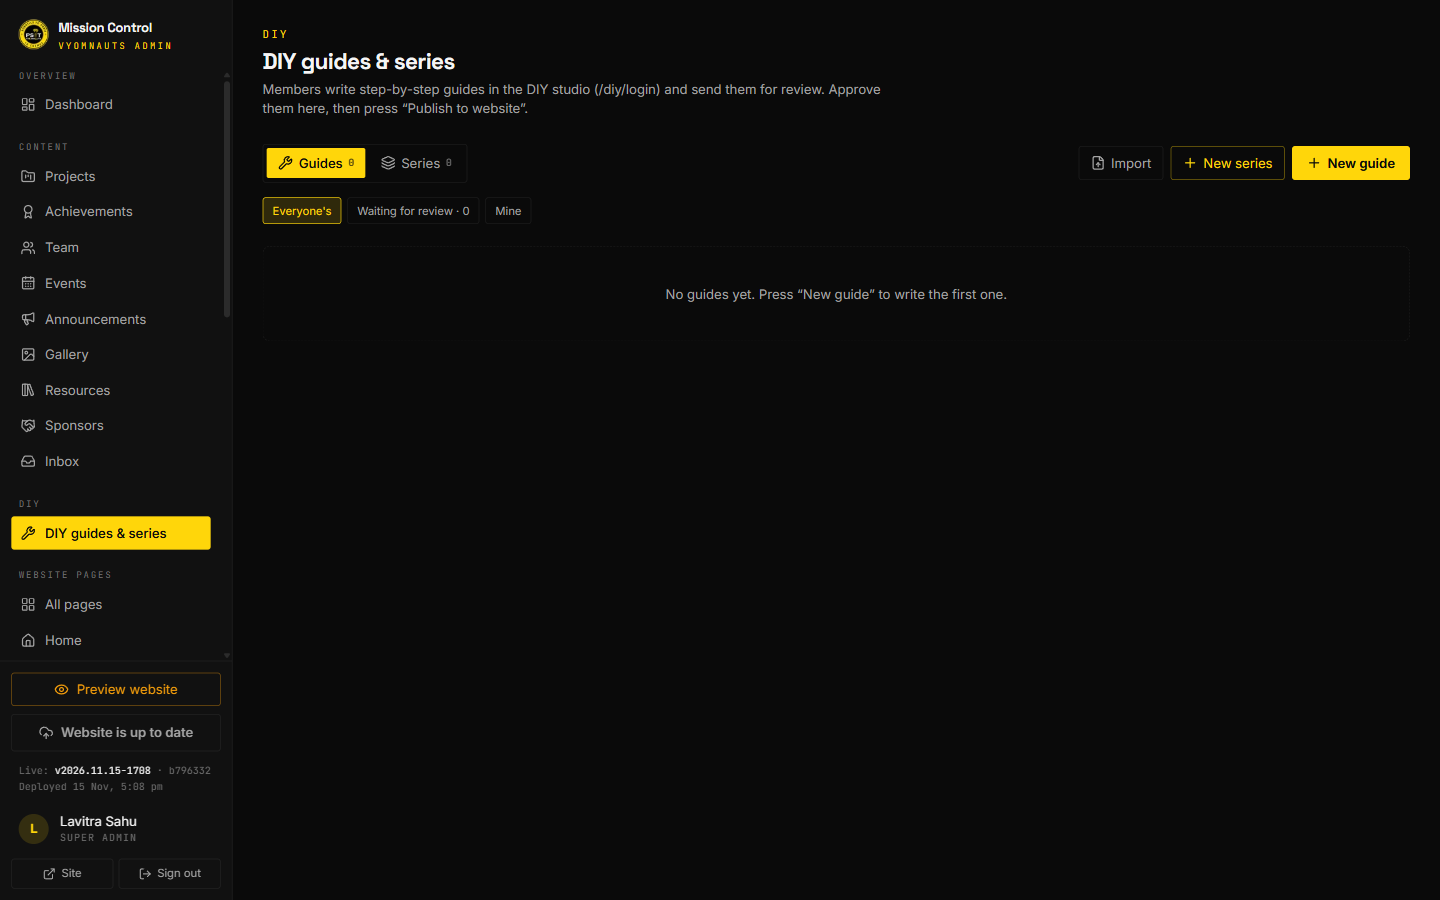 Mission Control
VYOMNAUTS ADMIN
OVERVIEW
Dashboard
CONTENT
Projects
Achievements
Team
Events
Announcements
Gallery
Resources
Sponsors
Inbox
DIY
DIY guides & series
WEBSITE PAGES
All pages
Home
Preview website
Website is up to date
Live: v2026.11.15-1708 · b796332
Deployed 15 Nov, 5:08 pm
L
Lavitra Sahu
SUPER ADMIN
Site
Sign out
DIY
DIY guides & series
Members write step-by-step guides in the DIY studio (/diy/login) and send them for review. Approve
them here, then press “Publish to website”.
Guides 0
Series 0
Import
New series
New guide
Everyone's
Waiting for review · 0
Mine
No guides yet. Press “New guide” to write the first one.